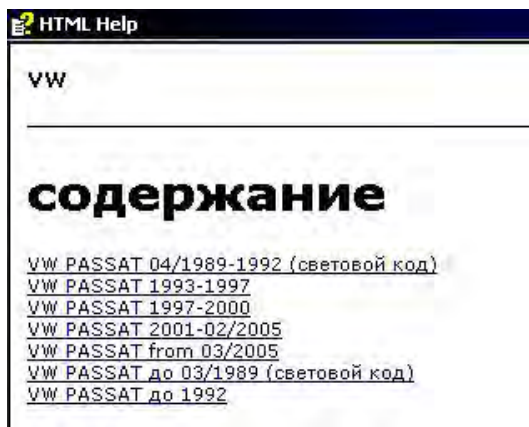 HTML Help
VW
содержание
VW PASSAT 04/1989-1992 (световой код)
VW PASSAT 1993-1997
VW PASSAT 1997-2000
VW PASSAT 2001-02/2005
VW PASSAT from 03/2005
VW PASSAT до 03/1989 (световой код)
VW PASSAT до 1992